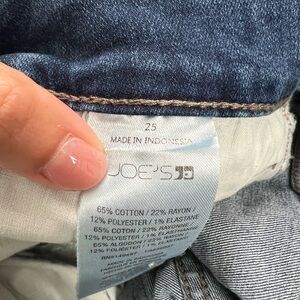 25
MADE IN INDONESIA
JOE'S
65% COTTON / 22% RAYON /
12% POLYESTER / 1% ELASTANE
65% COTON / 22% RAYONNE
12% POLYESTER / 1% ÉLASTHANNE
65% ALGODÓN / 22% RAYÓN
12% POLIÉSTER / 1% ELASTANO